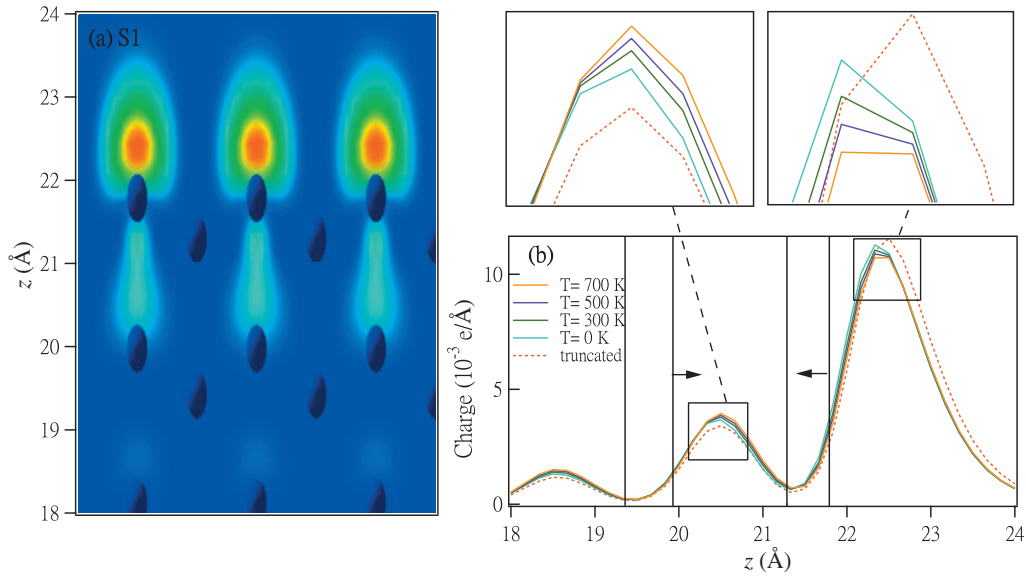 (a) S1
24
23
22
21
20
19
18
z (Å)
(b)
T= 700 K
T= 500 K
T= 300 K
T= 0 K
truncated
10
5
0
Charge (10⁻³ e/Å)
18 19 20 21 22 23 24
z (Å)